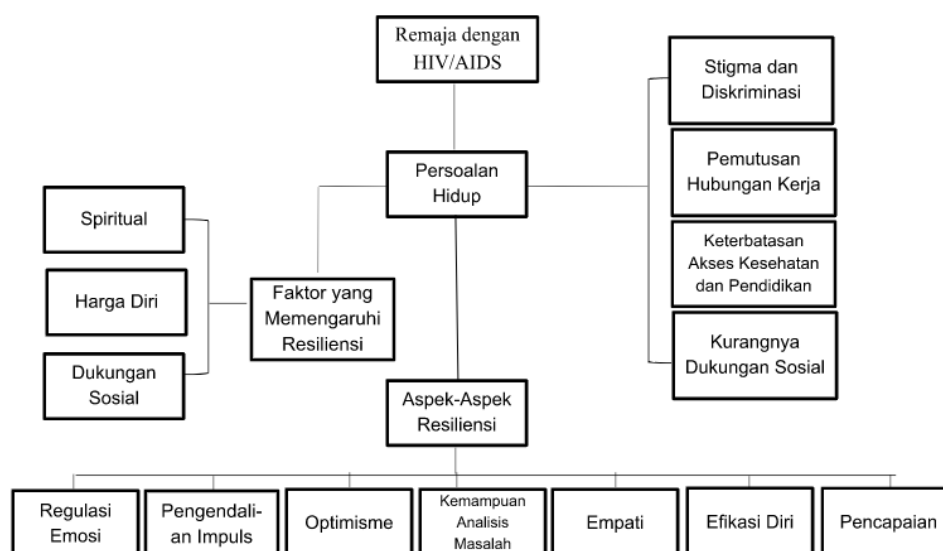 Remaja dengan
HIV/AIDS
Persoalan
Hidup
Stigma dan
Diskriminasi
Pemutusan
Hubungan Kerja
Keterbatasan
Akses Kesehatan
dan Pendidikan
Kurangnya
Dukungan Sosial
Spiritual
Harga Diri
Dukungan
Sosial
Faktor yang
Memengaruhi
Resiliensi
Aspek-Aspek
Resiliensi
Regulasi
Emosi
Pengendali-
an Impuls
Optimisme
Kemampuan
Analisis
Masalah
Empati
Efikasi Diri
Pencapaian